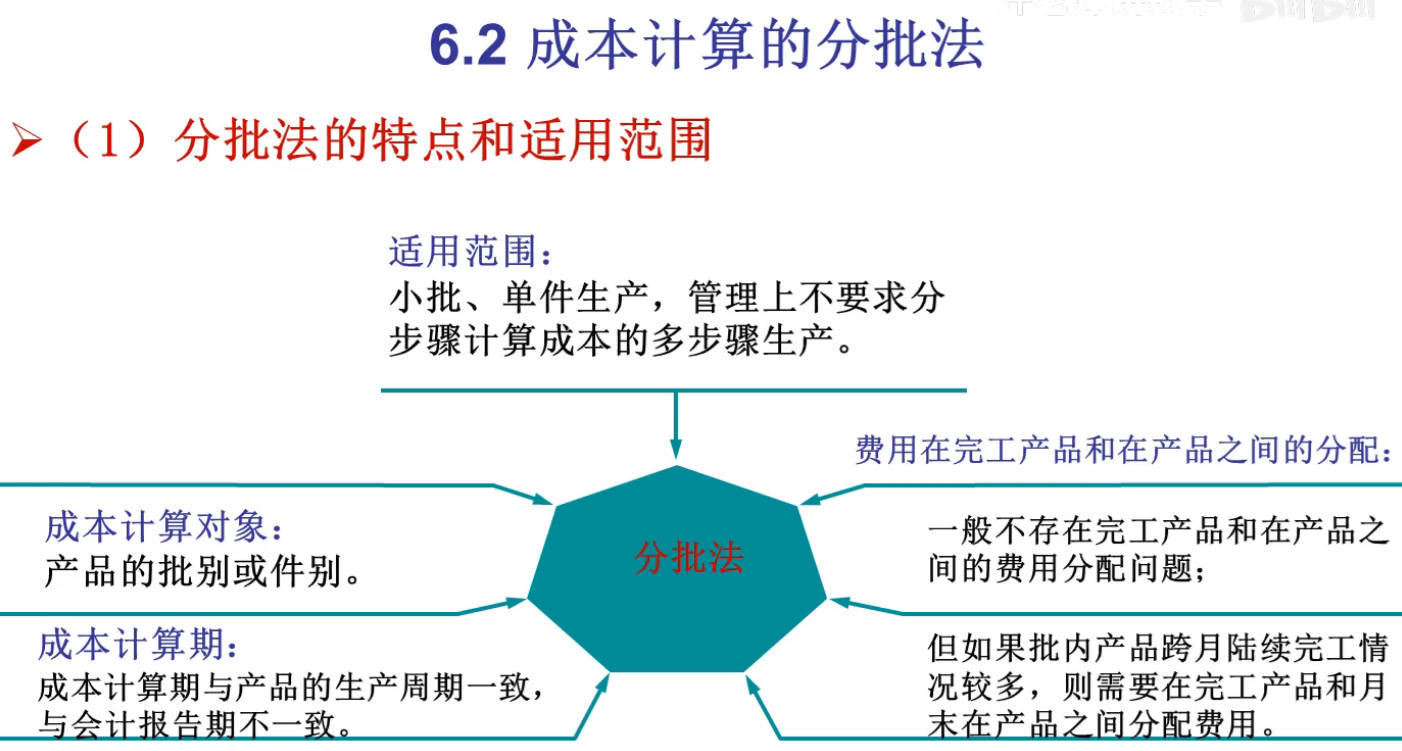 6.2 成本计算的分批法
（1）分批法的特点和适用范围
适用范围：
小批、单件生产，管理上不要求分
步骤计算成本的多步骤生产。
费用在完工产品和在产品之间的分配：
成本计算对象：
产品的批别或件别。
分批法
一般不存在完工产品和在产品之
间的费用分配问题；
成本计算期：
成本计算期与产品的生产周期一致，
与会计报告期不一致。
但如果批内产品跨月陆续完工情
况较多，则需要在完工产品和月
末在产品之间分配费用。